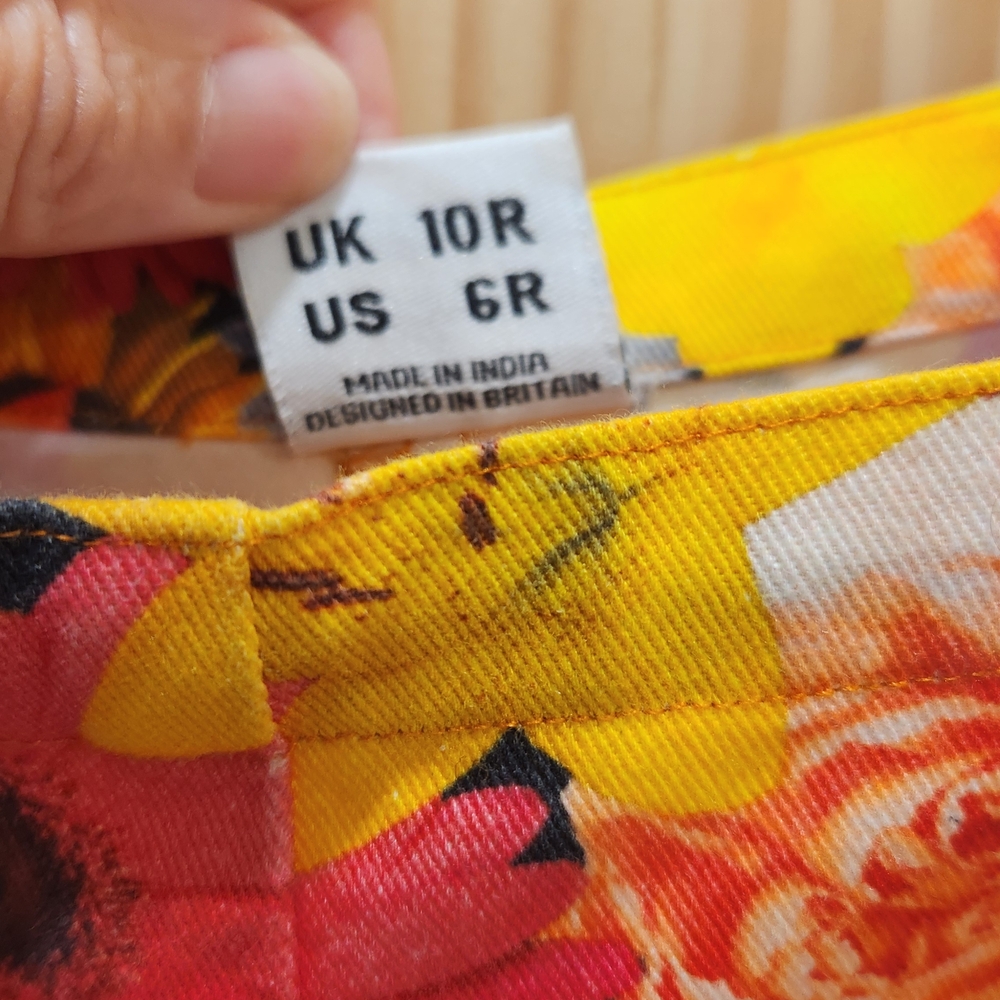 UK 10R
US 6R
MADE IN INDIA
DESIGNED IN BRITAIN